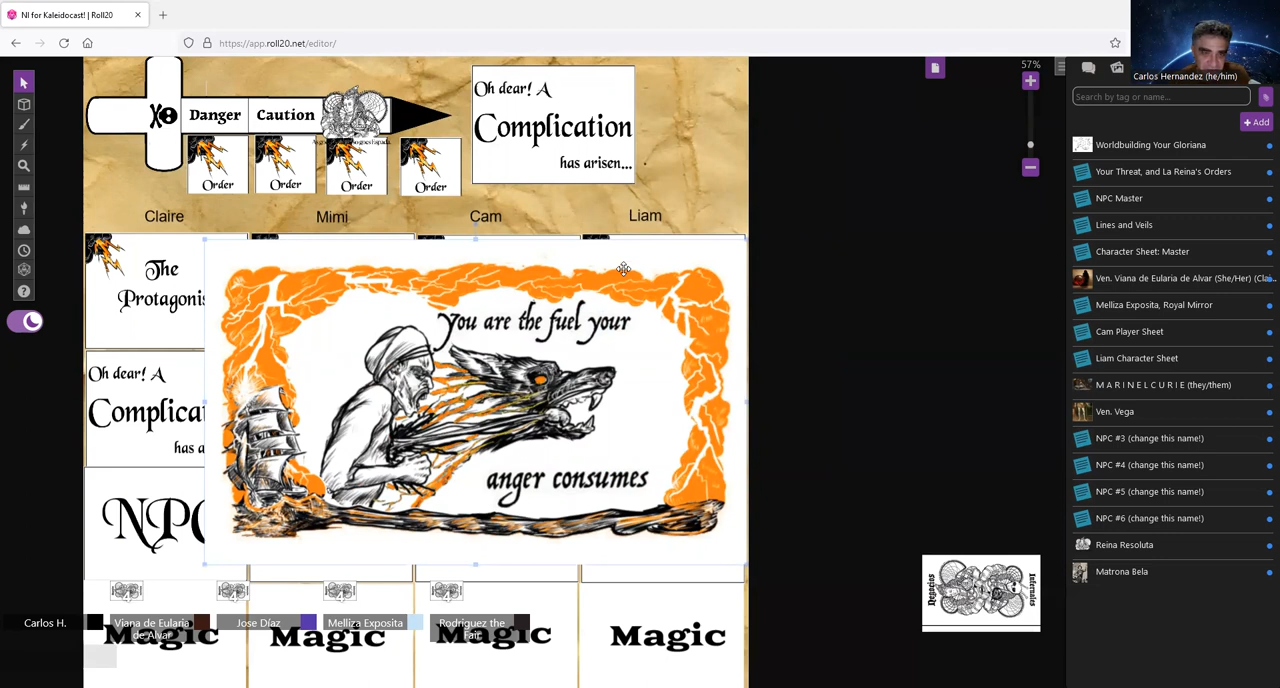 NI for Kaleidocast! | Roll20
https://app.roll20.net/editor/
57%
Carlos Hernandez (he/him)
Search by tag or name...
+ Add
Danger
Caution
Oh dear! A
Complication
has arisen...
Order
Order
Order
Order
Claire
Mimi
Cam
Liam
The
Protagonis
You are the fuel your
anger consumes
Oh dear! A
Complicat
has a
NPC
Carlos H.
Viana de Eularia de Alvar
Jose Díaz
Melliza Exposita
Rodriguez the Fair
Magic
Magic
Magic
Magic
Negocios
Infernales
Worldbuilding Your Gloriana
Your Threat, and La Reina's Orders
NPC Master
Lines and Veils
Character Sheet: Master
Ven. Viana de Eularia de Alvar (She/Her) (Cla...
Melliza Exposita, Royal Mirror
Cam Player Sheet
Liam Character Sheet
M A R I N E L C U R I E (they/them)
Ven. Vega
NPC #3 (change this name!)
NPC #4 (change this name!)
NPC #5 (change this name!)
NPC #6 (change this name!)
Reina Resoluta
Matrona Bela